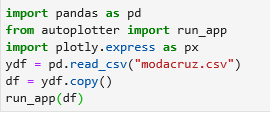 import pandas as pd
from autoplotter import run_app
import plotly.express as px
ydf = pd.read_csv("modacruz.csv")
df = ydf.copy()
run_app(df)